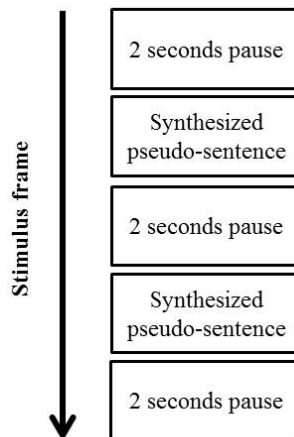 Stimulus frame
2 seconds pause
Synthesized
pseudo-sentence
2 seconds pause
Synthesized
pseudo-sentence
2 seconds pause